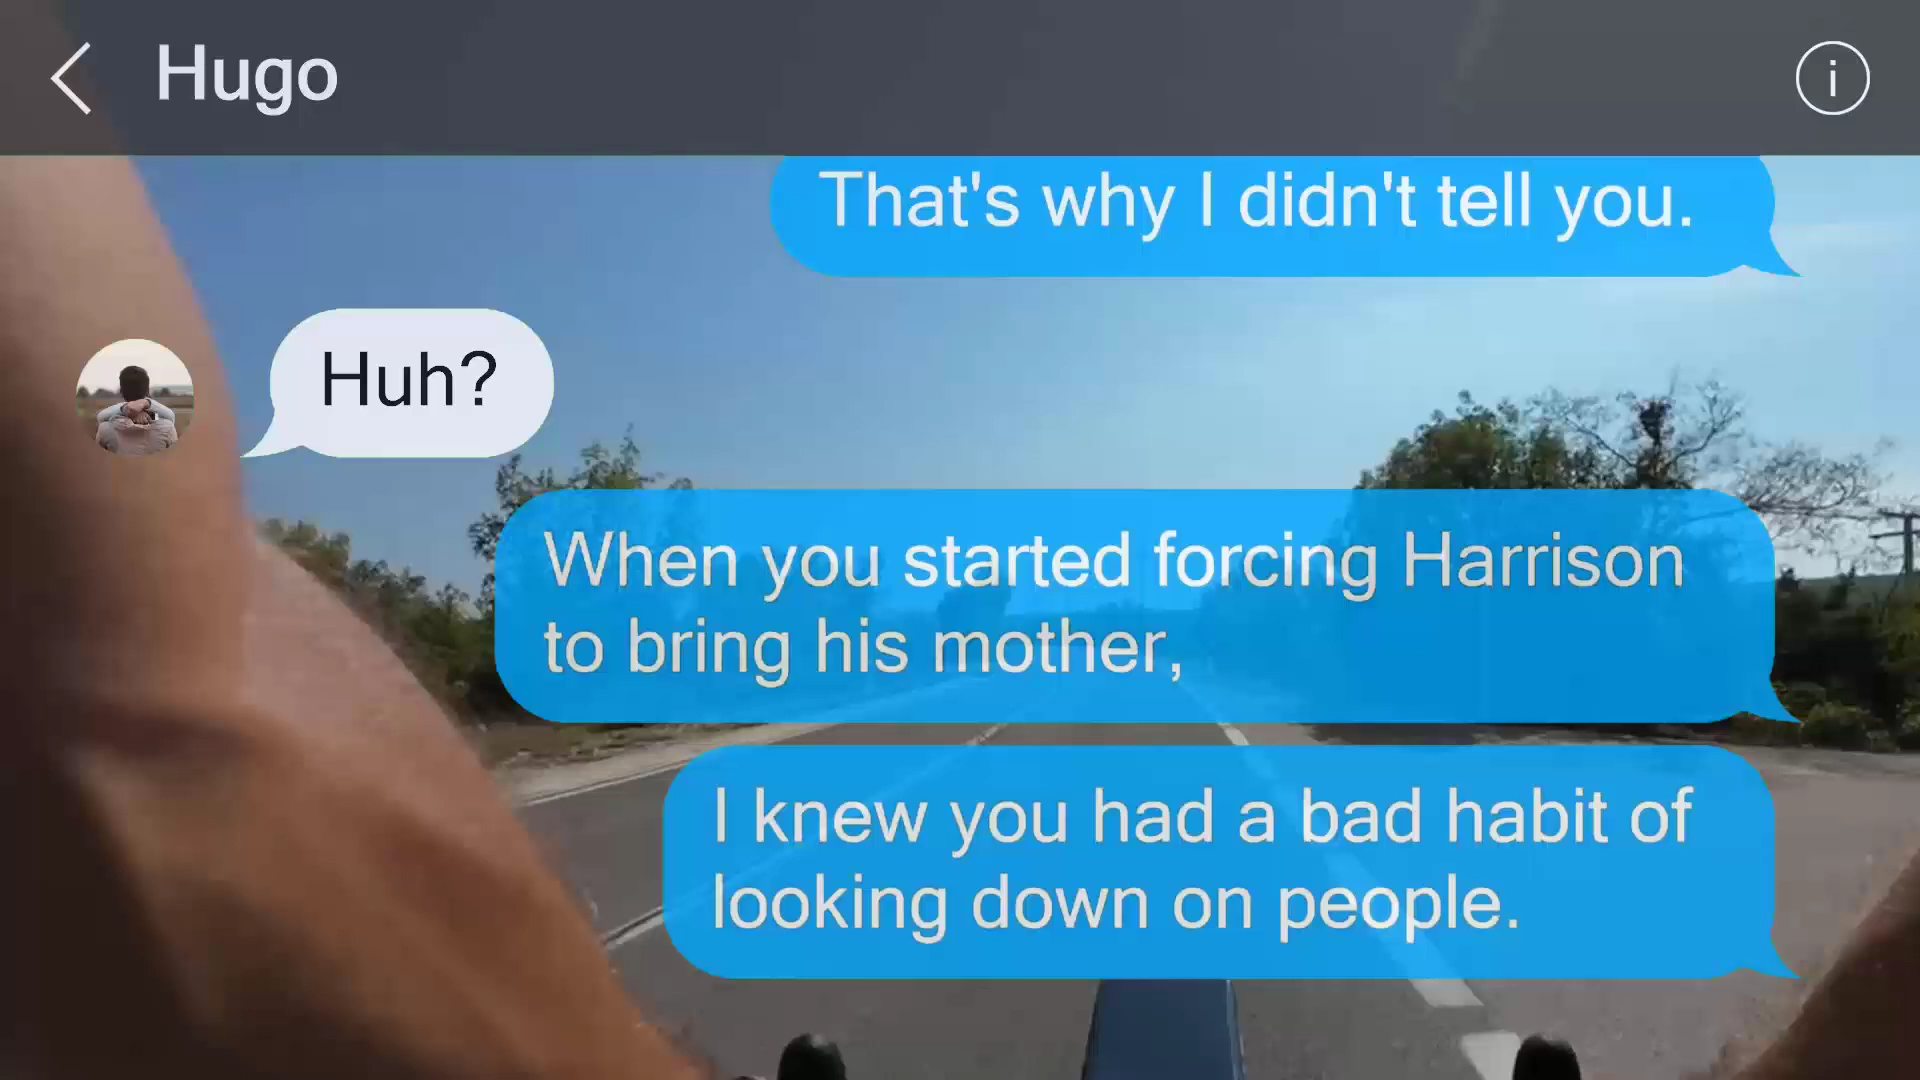 Hugo
i
That's why I didn't tell you.
Huh?
When you started forcing Harrison
to bring his mother,
I knew you had a bad habit of
looking down on people.